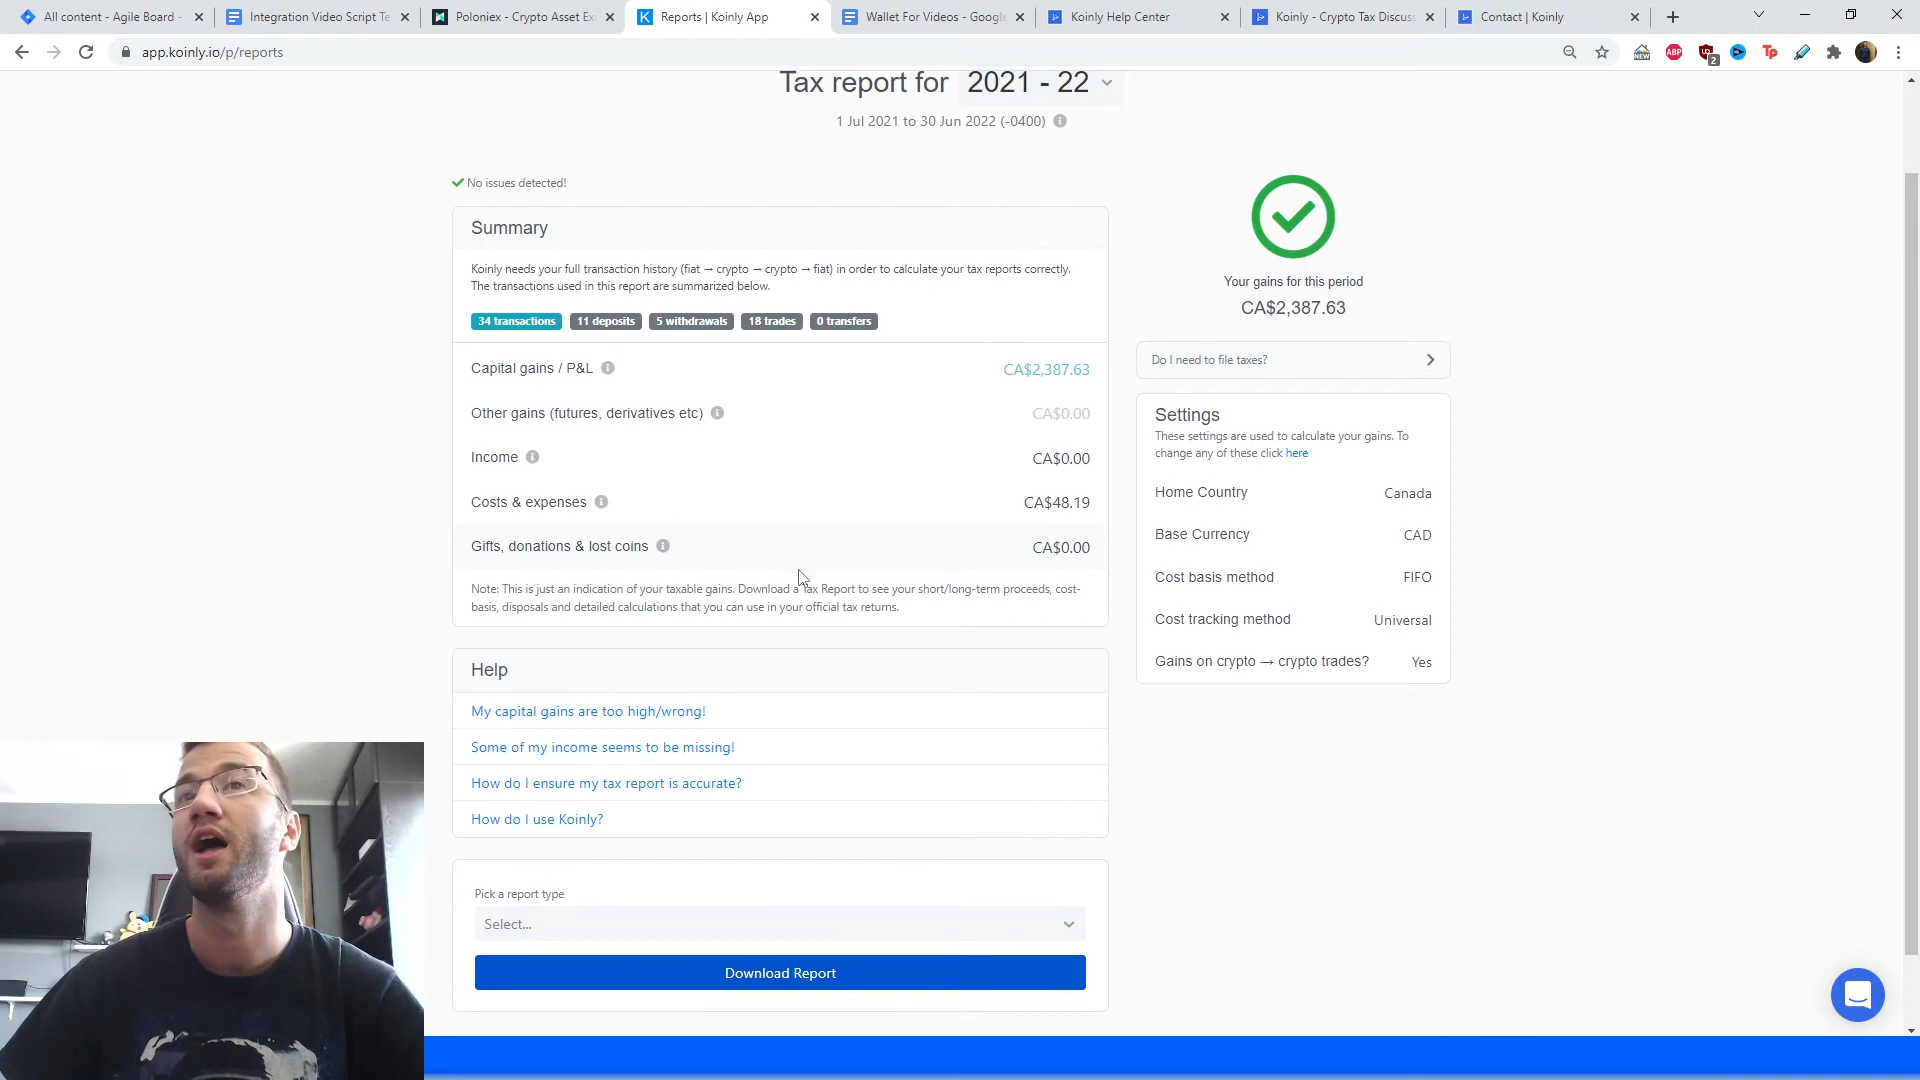 All content - Agile Board -
Integration Video Script Te
Poloniex - Crypto Asset Ex
Reports | Koinly App
Wallet For Videos - Google
Koinly Help Center
Koinly - Crypto Tax Discuss
Contact | Koinly
app.koinly.io/p/reports
NEW
ABP
2
Tp
Tax report for 2021 - 22
1 Jul 2021 to 30 Jun 2022 (-0400)
No issues detected!
Summary
Koinly needs your full transaction history (fiat → crypto → crypto → fiat) in order to calculate your tax reports correctly.
The transactions used in this report are summarized below.
34 transactions 11 deposits 5 withdrawals 18 trades 0 transfers
Capital gains / P&L CA$2,387.63
Other gains (futures, derivatives etc) CA$0.00
Income CA$0.00
Costs & expenses CA$48.19
Gifts, donations & lost coins CA$0.00
Note: This is just an indication of your taxable gains. Download a Tax Report to see your short/long-term proceeds, cost-
basis, disposals and detailed calculations that you can use in your official tax returns.
Help
My capital gains are too high/wrong!
Some of my income seems to be missing!
How do I ensure my tax report is accurate?
How do I use Koinly?
Pick a report type
Select...
Download Report
Your gains for this period
CA$2,387.63
Do I need to file taxes?
Settings
These settings are used to calculate your gains. To
change any of these click here
Home Country Canada
Base Currency CAD
Cost basis method FIFO
Cost tracking method Universal
Gains on crypto → crypto trades? Yes